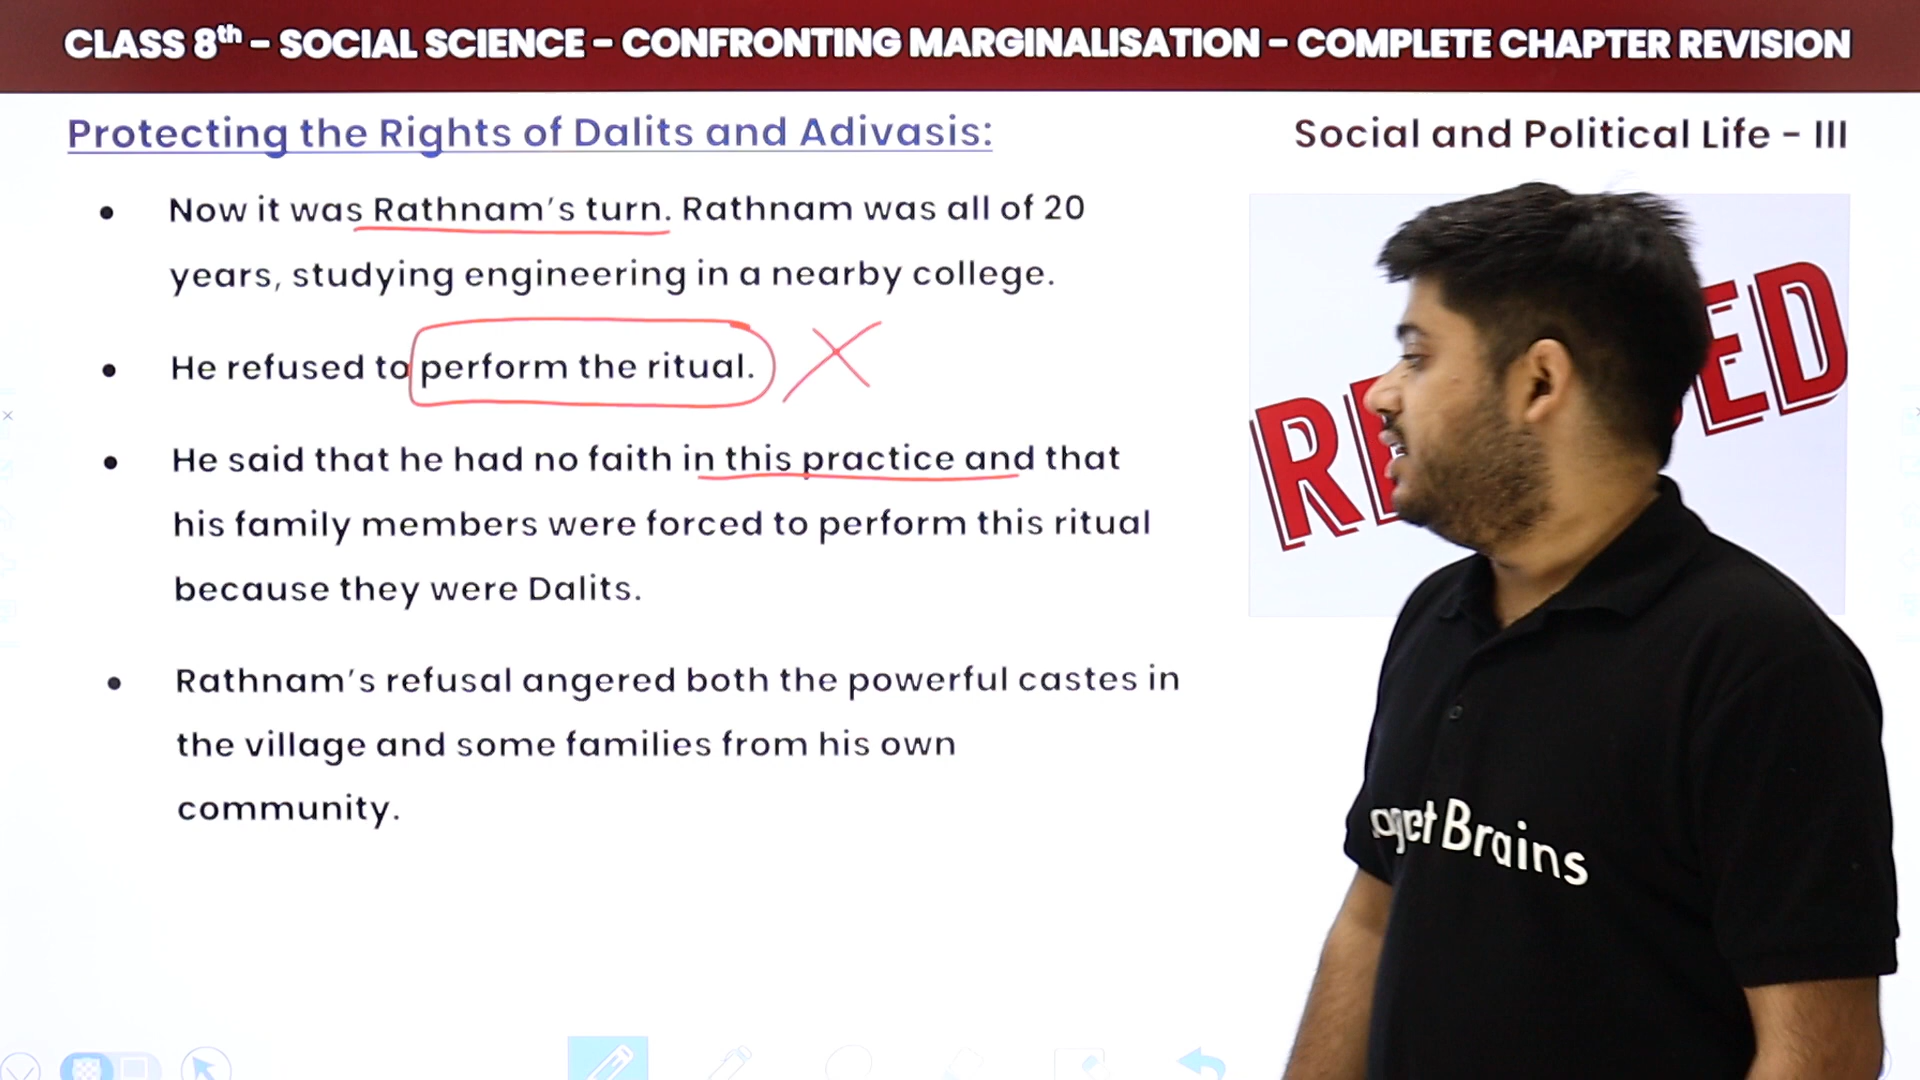 CLASS 8th – SOCIAL SCIENCE – CONFRONTING MARGINALISATION – COMPLETE CHAPTER REVISION
Protecting the Rights of Dalits and Adivasis:
Social and Political Life – III
• Now it was Rathnam's turn. Rathnam was all of 20
years, studying engineering in a nearby college.
• He refused to perform the ritual.
• He said that he had no faith in this practice and that
his family members were forced to perform this ritual
because they were Dalits.
• Rathnam's refusal angered both the powerful castes in
the village and some families from his own
community.
Brains